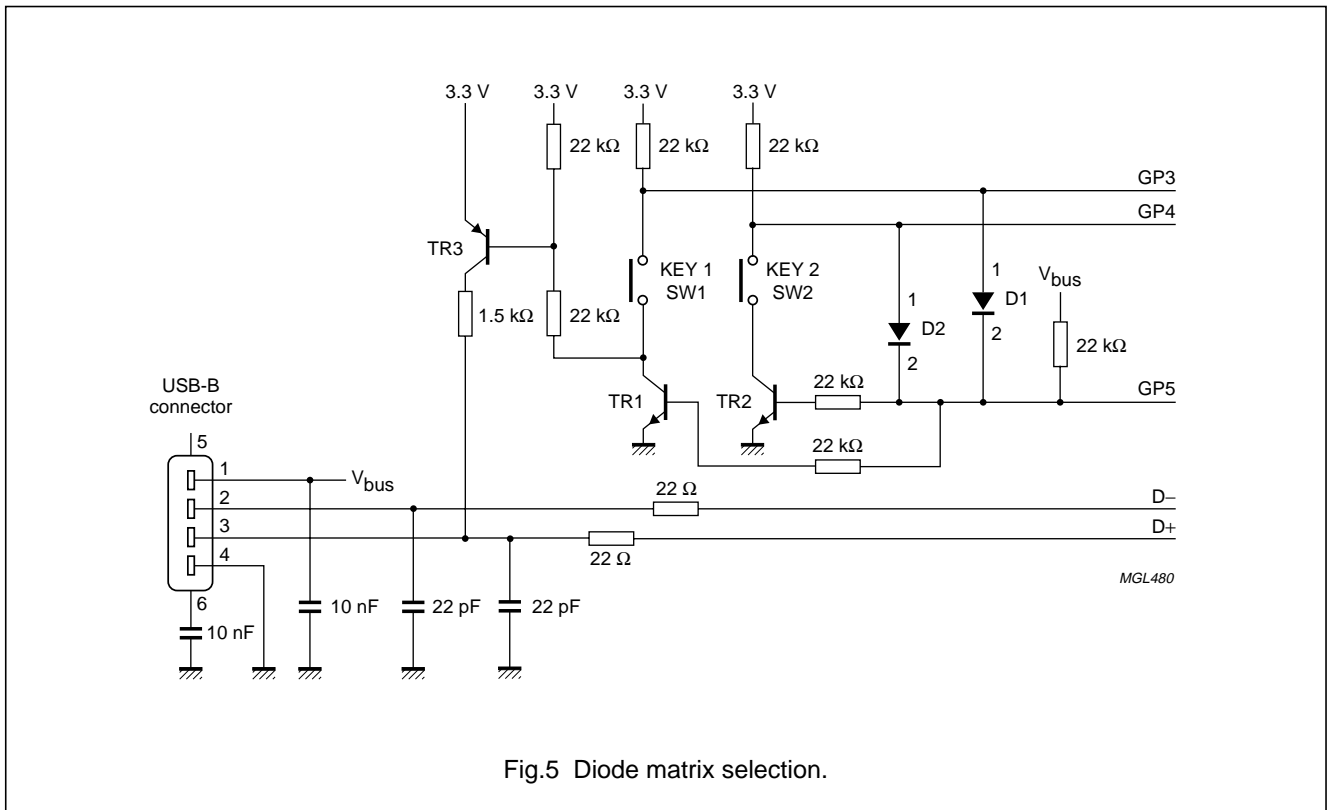 3.3 V 3.3 V 3.3 V 3.3 V
22 kΩ 22 kΩ 22 kΩ
GP3
GP4
TR3
KEY 1
SW1
KEY 2
SW2
1
D2
2
1
D1
2
Vbus
22 kΩ
1.5 kΩ
22 kΩ
USB-B
connector
TR1
TR2
22 kΩ
GP5
22 kΩ
5
1
Vbus
2
22 Ω
D−
3
22 Ω
D+
4
6
10 nF
10 nF
22 pF
22 pF
MGL480
Fig.5 Diode matrix selection.